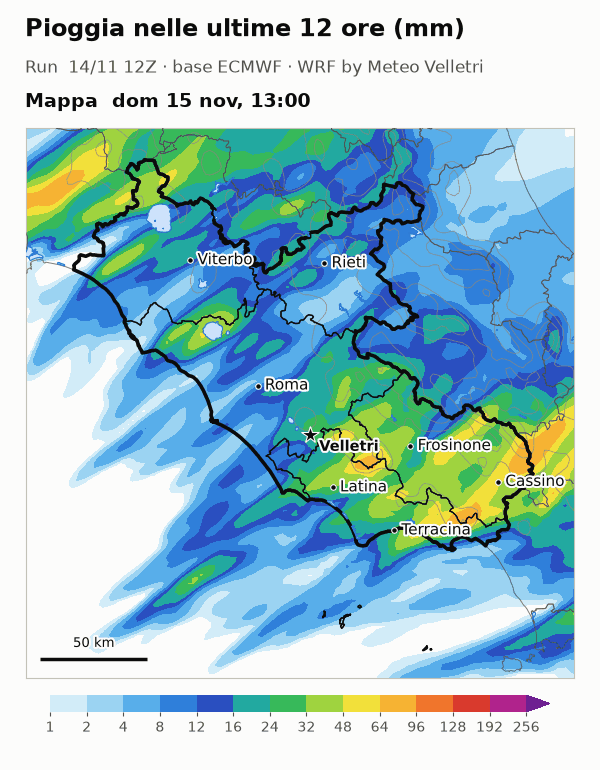 Pioggia nelle ultime 12 ore (mm)
Run 14/11 12Z · base ECMWF · WRF by Meteo Velletri
Mappa dom 15 nov, 13:00
Viterbo
Rieti
Roma
Velletri
Frosinone
Cassino
Latina
Terracina
50 km
1 2 4 8 12 16 24 32 48 64 96 128 192 256